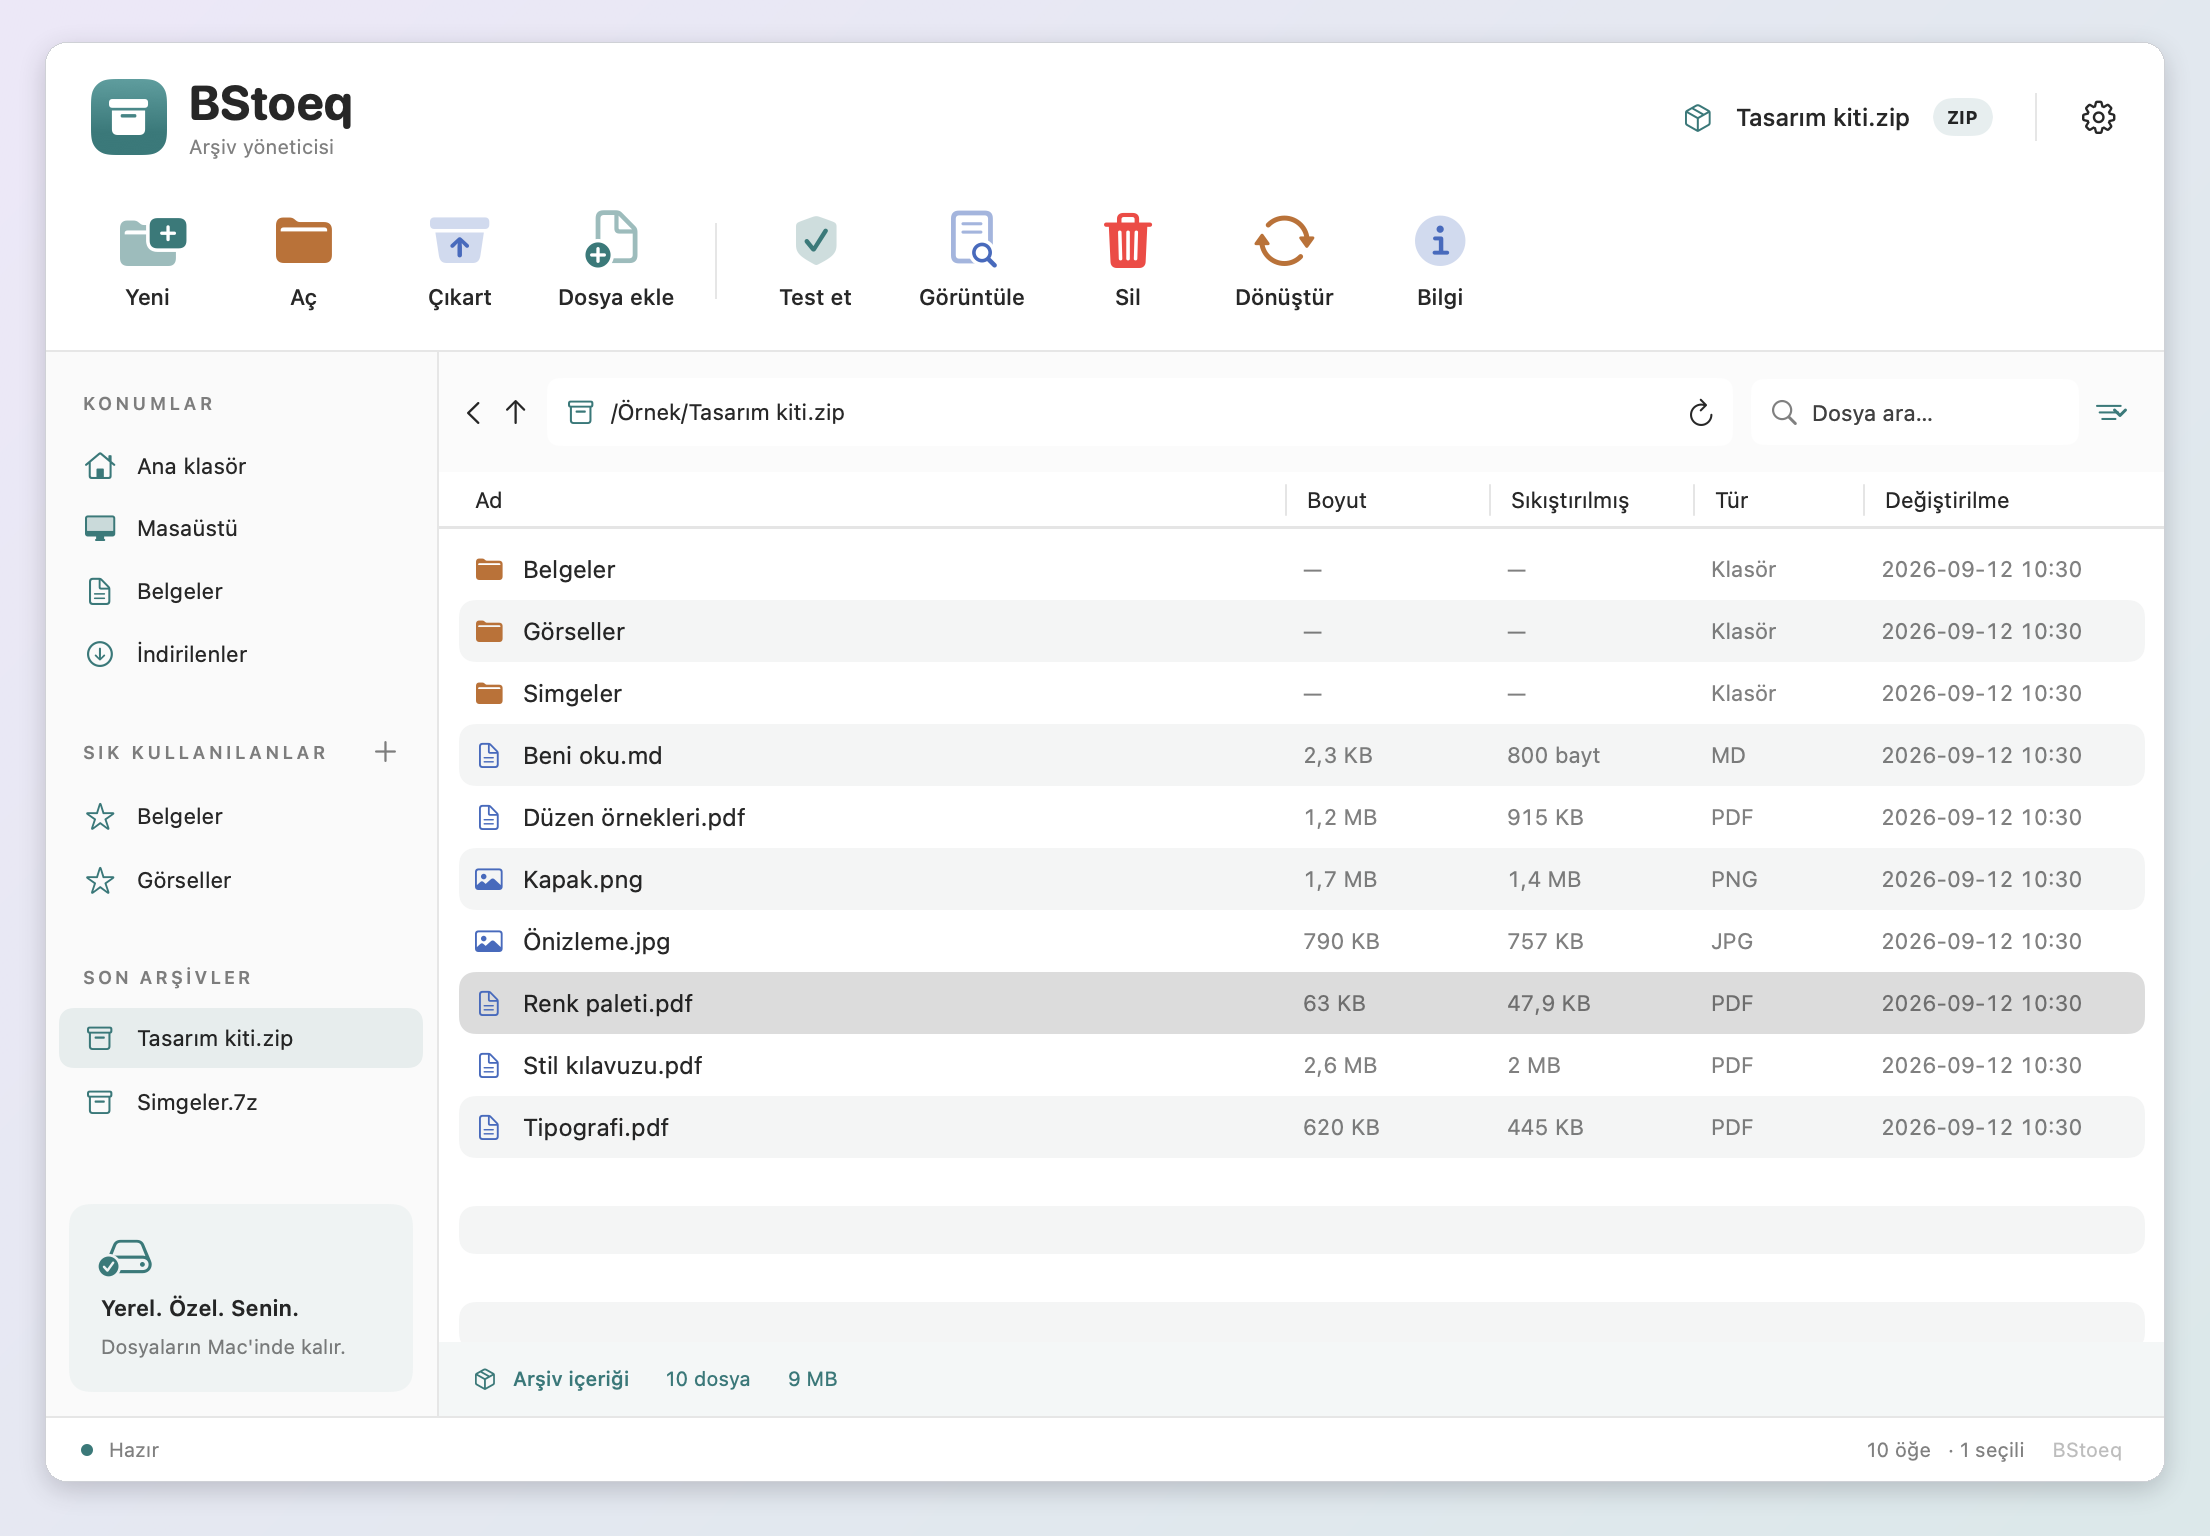 BStoeq
Arşiv yöneticisi
Tasarım kiti.zip ZIP
Yeni Aç Çıkart Dosya ekle Test et Görüntüle Sil Dönüştür Bilgi
KONUMLAR
Ana klasör
Masaüstü
Belgeler
İndirilenler
SIK KULLANILANLAR
Belgeler
Görseller
SON ARŞİVLER
Tasarım kiti.zip
Simgeler.7z
Yerel. Özel. Senin.
Dosyaların Mac'inde kalır.
/Örnek/Tasarım kiti.zip Dosya ara...
Ad Boyut Sıkıştırılmış Tür Değiştirilme
Belgeler — — Klasör 2026-09-12 10:30
Görseller — — Klasör 2026-09-12 10:30
Simgeler — — Klasör 2026-09-12 10:30
Beni oku.md 2,3 KB 800 bayt MD 2026-09-12 10:30
Düzen örnekleri.pdf 1,2 MB 915 KB PDF 2026-09-12 10:30
Kapak.png 1,7 MB 1,4 MB PNG 2026-09-12 10:30
Önizleme.jpg 790 KB 757 KB JPG 2026-09-12 10:30
Renk paleti.pdf 63 KB 47,9 KB PDF 2026-09-12 10:30
Stil kılavuzu.pdf 2,6 MB 2 MB PDF 2026-09-12 10:30
Tipografi.pdf 620 KB 445 KB PDF 2026-09-12 10:30
Arşiv içeriği 10 dosya 9 MB
Hazır 10 öğe · 1 seçili BStoeq